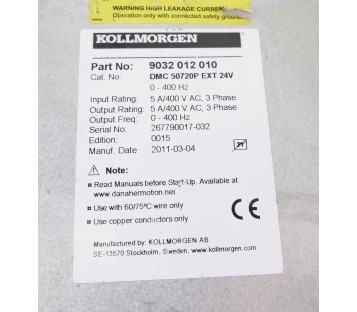 WARNING HIGH LEAKAGE CURREN
Operation only with connected safety ground
KOLLMORGEN
Part No: 9032 012 010
Cat. No: DMC 50720P EXT 24V
0 - 400 Hz
Input Rating: 5 A/400 V AC, 3 Phase
Output Rating: 5 A/400 V AC, 3 Phase
Output Freq: 0 - 400 Hz
Serial No: 267790017-032
Edition: 0015
Manuf. Date: 2011-03-04
Note:
Read Manuals before Start-Up. Available at
www.danahermotion.net.
Use with 60/75ºC wire only
Use copper conductors only
CE
Manufactured by: KOLLMORGEN AB
SE-13570 Stockholm, Sweden. www.kollmorgen.com